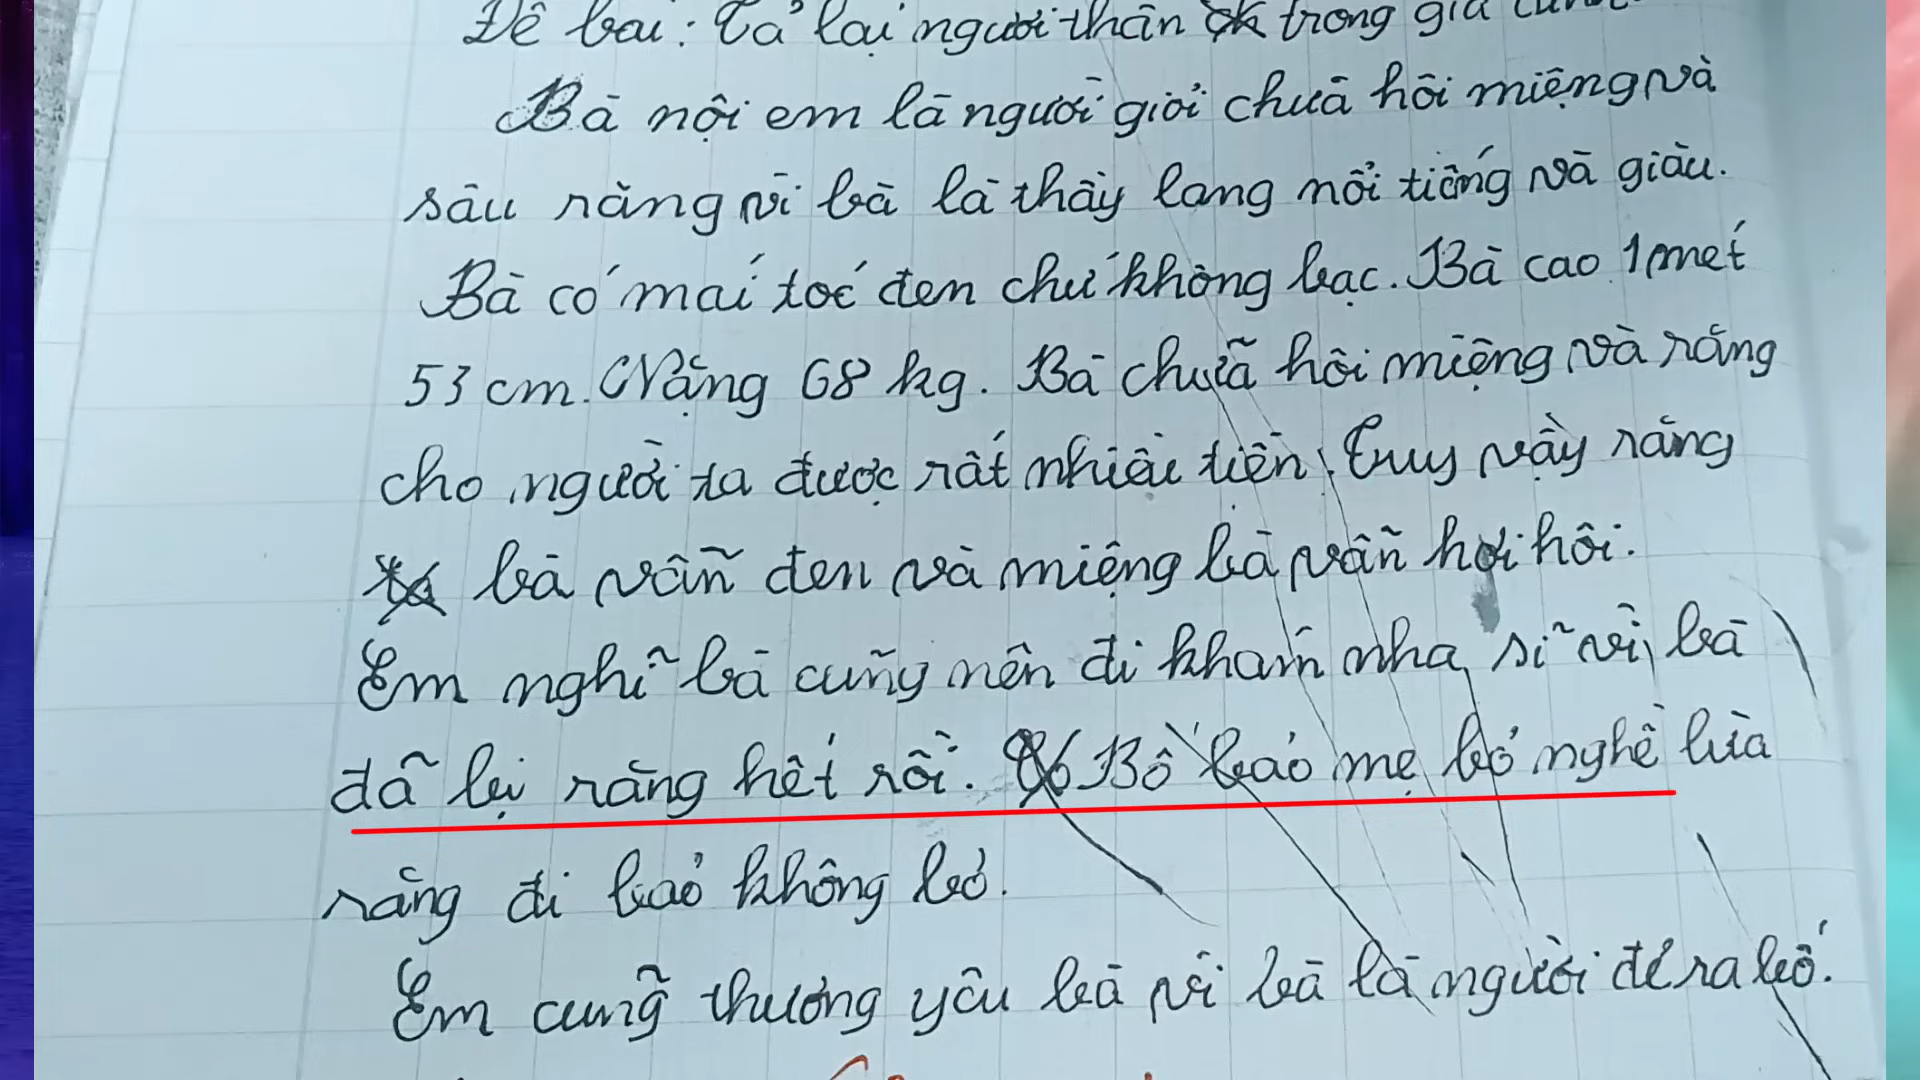 Đề bài: Tả lại người thân trong gia
Bà nội em là người giỏi chưã hôi miệng và
sâu răng vì bà là thầy lang nổi tiếng và giàu.
Bà có mái tóc đen chứ không bạc. Bà cao 1 mét
53 cm. Nặng 68 kg. Bà chưã hôi miệng và răng
cho người ta được rất nhiều tiền. Tuy vậy răng
bà vẫn đen và miệng bà vẫn hơi hôi.
Em nghĩ bà cũng nên đi khám nha sĩ vì bà
đã lụi răng hết rồi. Bố bảo mẹ bỏ nghề lừa
răng đi bảo không bỏ.
Em cũng thương yêu bà vì bà là người đẻ ra bố.